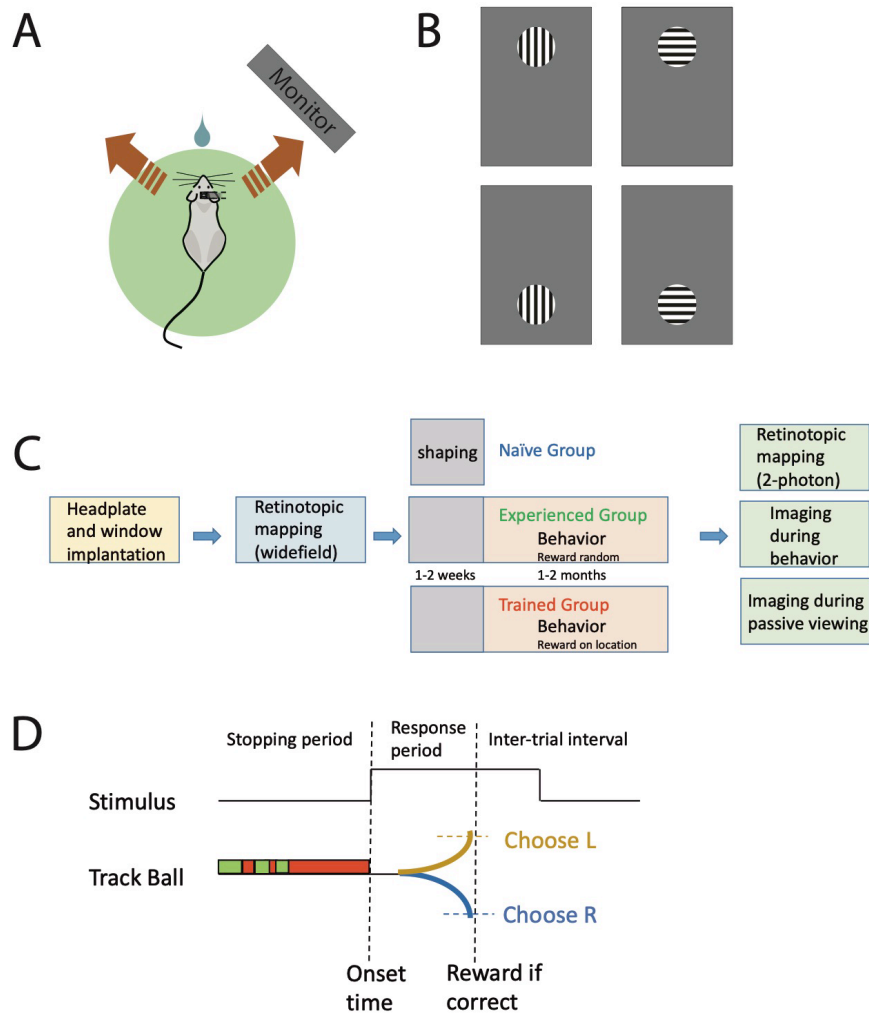 A
Monitor
B
C
Headplate
and window
implantation
Retinotopic
mapping
(widefield)
shaping
Naïve Group
Experienced Group
Behavior
Reward random
1-2 weeks
1-2 months
Trained Group
Behavior
Reward on location
Retinotopic
mapping
(2-photon)
Imaging
during
behavior
Imaging during
passive viewing
D
Stopping period
Response
period
Inter-trial interval
Stimulus
Track Ball
Choose L
Choose R
Onset
time
Reward if
correct